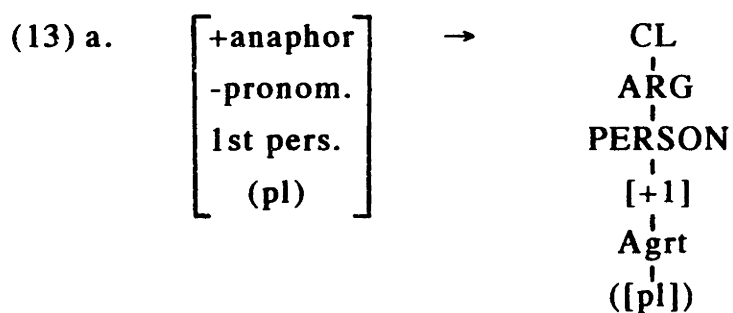 (13) a. +anaphor → CL
-pronom. ARG
1st pers. PERSON
(pl) [+1]
Agrt
([pl])